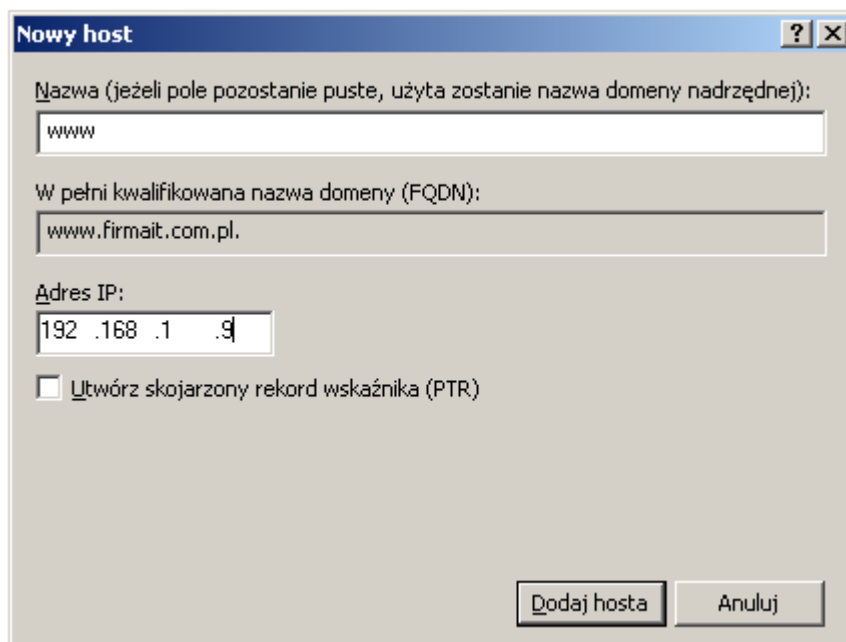 Nowy host
Nazwa (jeżeli pole pozostanie puste, użyta zostanie nazwa domeny nadrzędnej):
www
W pełni kwalifikowana nazwa domeny (FQDN):
www.firmait.com.pl.
Adres IP:
192 .168 .1 .9
Utwórz skojarzony rekord wskaźnika (PTR)
Dodaj hosta Anuluj